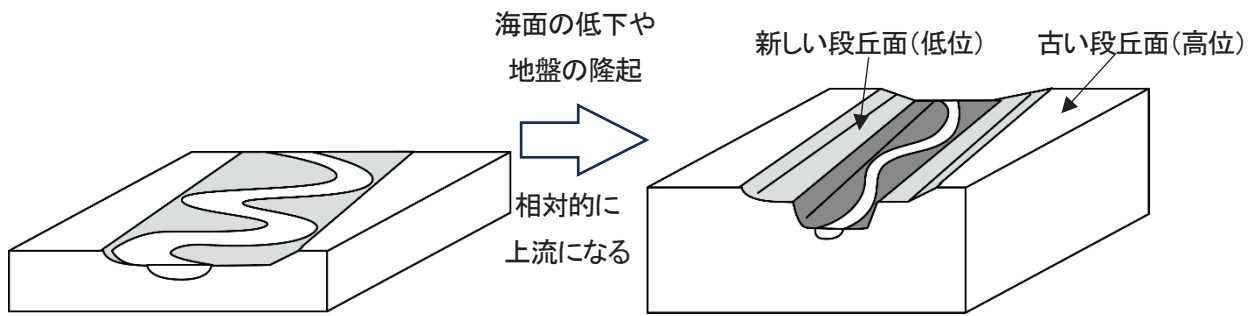 海面の低下や
地盤の隆起
相対的に
上流になる
新しい段丘面(低位)
古い段丘面(高位)